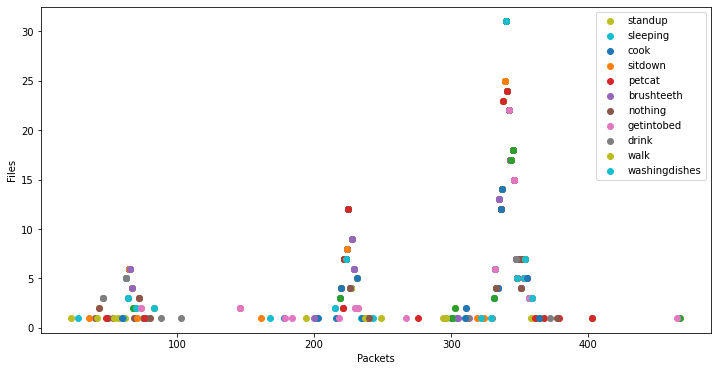 30
25
20
15
10
5
0
Files
100
200
300
400
Packets
standup
sleeping
cook
sitdown
petcat
brushteeth
nothing
getintobed
drink
walk
washingdishes